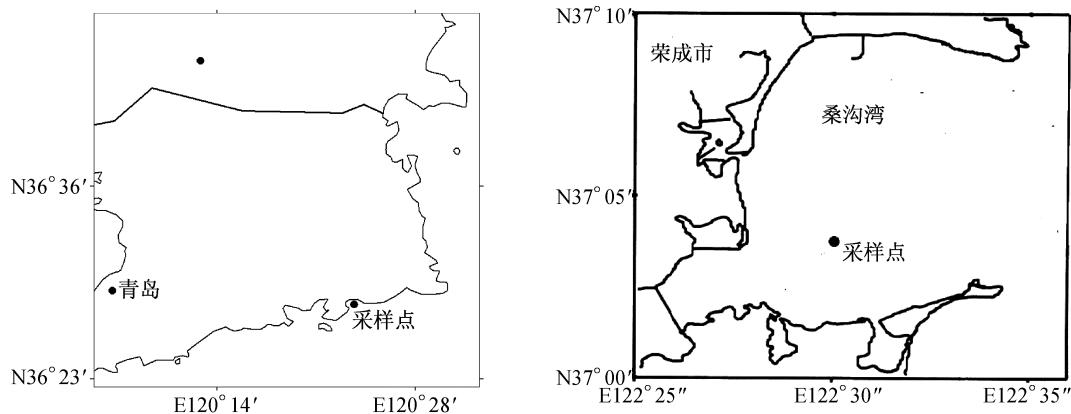 N36°36′
青岛
采样点
N36°23′
E120°14′
E120°28′
N37°10′
荣成市
桑沟湾
N37°05′
采样点
N37°00′
E122°25″
E122°30″
E122°35″